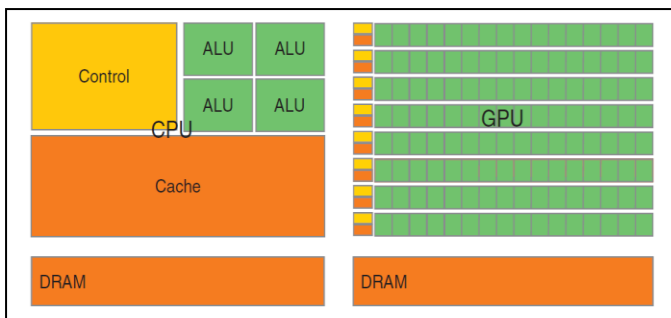 Control
ALU ALU
ALU ALU
CPU
Cache
DRAM
GPU
DRAM